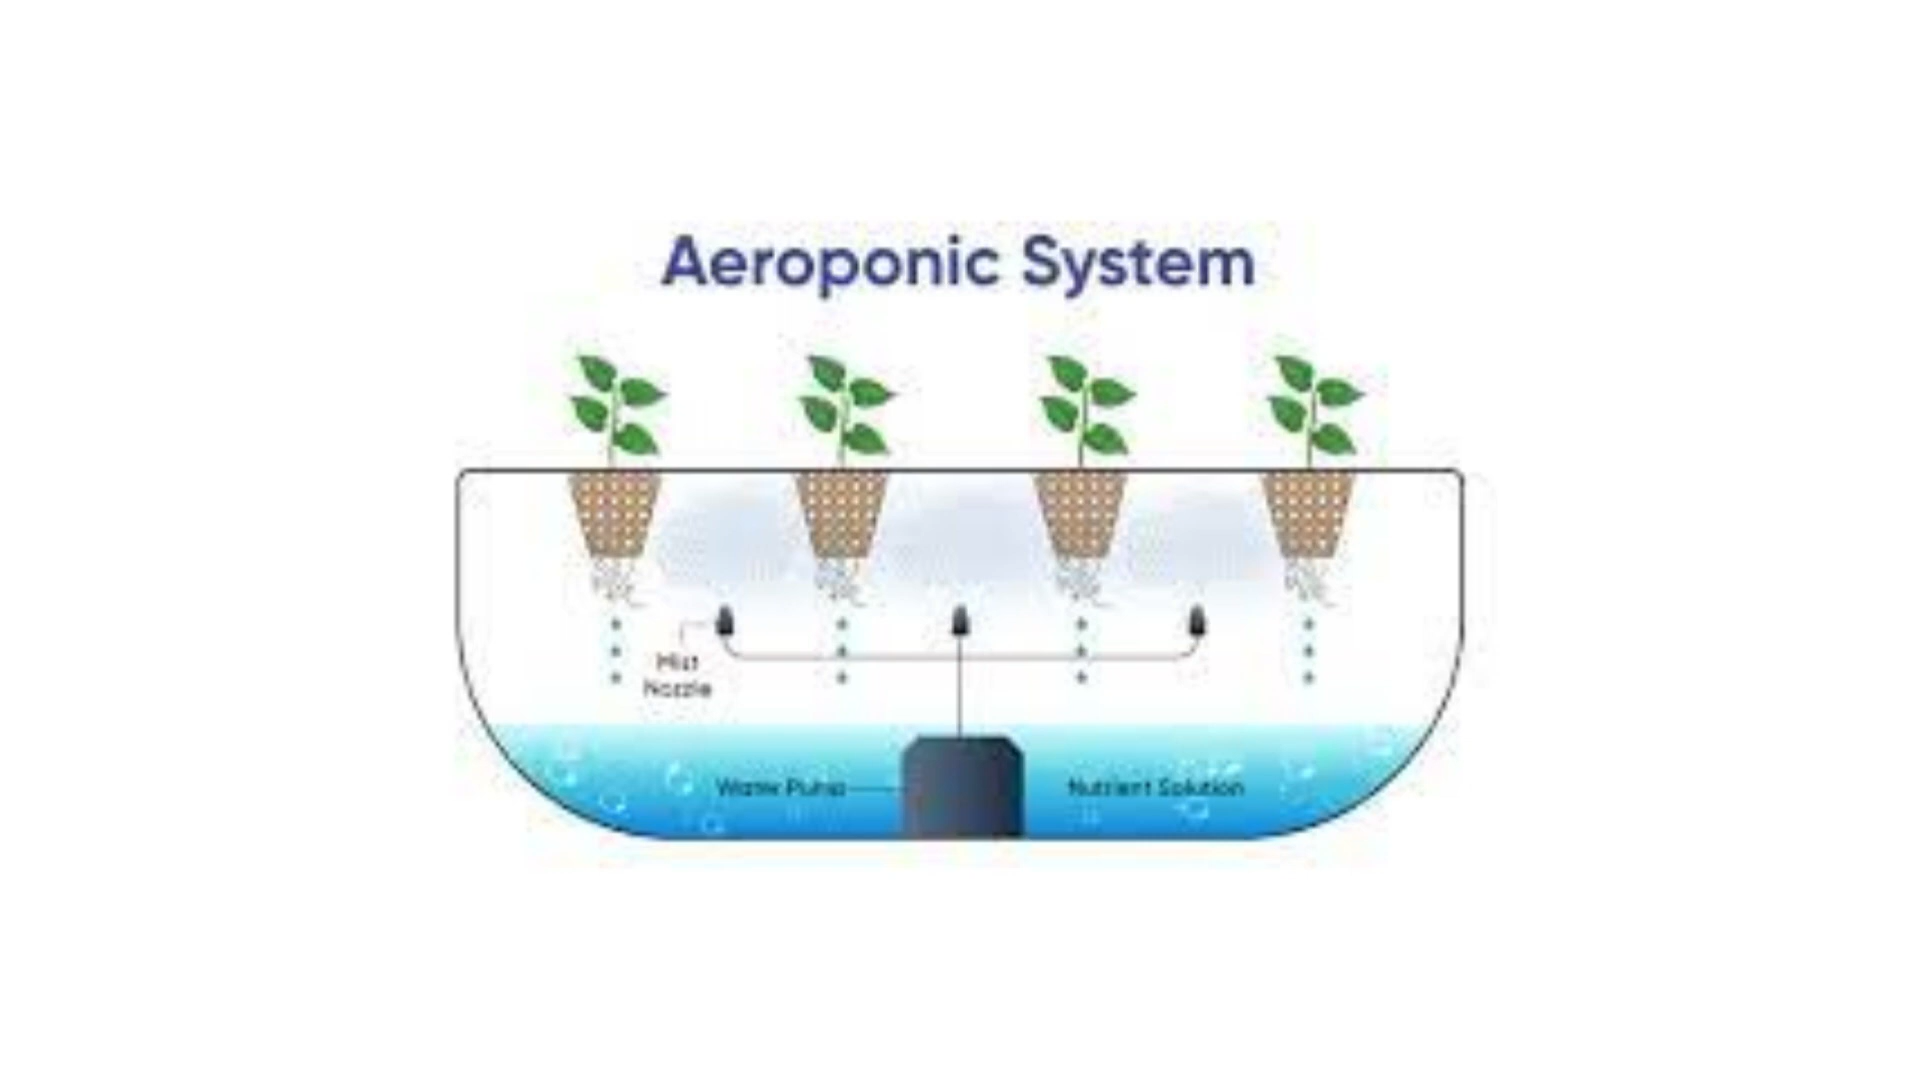 Aeroponic System
Mist
Nozzle
Water Pump
Nutrient Solution